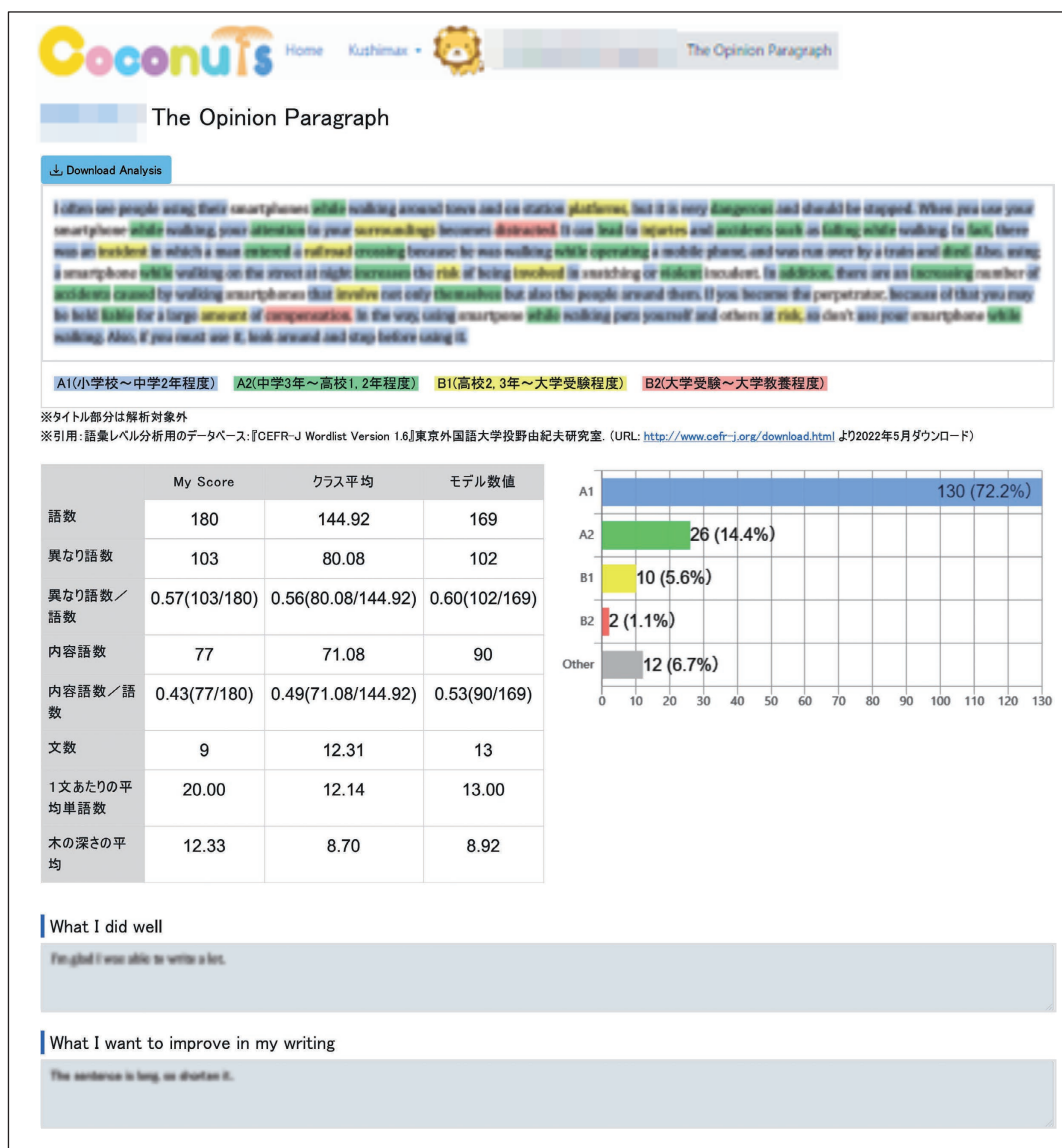 Coconuts Home Kushimax The Opinion Paragraph
The Opinion Paragraph
Download Analysis
I often see people using their smartphones while walking around town and on station platforms, but it is very dangerous and should be stopped. When you use your
smartphone while walking, your attention to your surroundings becomes distracted. It can lead to injuries and accidents such as falling while walking. In fact, there
was an incident in which a man entered a railroad crossing because he was walking while operating a mobile phone, and was run over by a train and died. Also, using
a smartphone while walking on the street at night increases the risk of being involved in snatching or violent In addition, there are an increasing number of
accidents caused by walking smartphones that involve not only themselves but also the people around them. If you become the perpetrator, because of that you may
be held liable for a large amount of compensation. In the way, using while walking puts yourself and others at risk, so don't use your smartphone while
walking. Also, if you must use it, look around and stop before using it.
A1(小学校～中学2年程度) A2(中学3年～高校1, 2年程度) B1(高校2, 3年～大学受験程度) B2(大学受験～大学教養程度)
※タイトル部分は解析対象外
※引用：語彙レベル分析用のデータベース：『CEFR-J Wordlist Version 1.6』東京外国語大学投野由紀夫研究室. (URL: http://www.cefr-j.org/download.html より2022年5月ダウンロード)
My Score クラス平均 モデル数値
語数 180 144.92 169
異なり語数 103 80.08 102
異なり語数／
語数 0.57(103/180) 0.56(80.08/144.92) 0.60(102/169)
内容語数 77 71.08 90
内容語数／語
数 0.43(77/180) 0.49(71.08/144.92) 0.53(90/169)
文数 9 12.31 13
1文あたりの平
均単語数 20.00 12.14 13.00
木の深さの平
均 12.33 8.70 8.92
A1 130 (72.2%)
A2 26 (14.4%)
B1 10 (5.6%)
B2 2 (1.1%)
Other 12 (6.7%)
0 10 20 30 40 50 60 70 80 90 100 110 120 130
What I did well
I'm glad I was able to write a lot.
What I want to improve in my writing
The sentence is long, so shorten it.